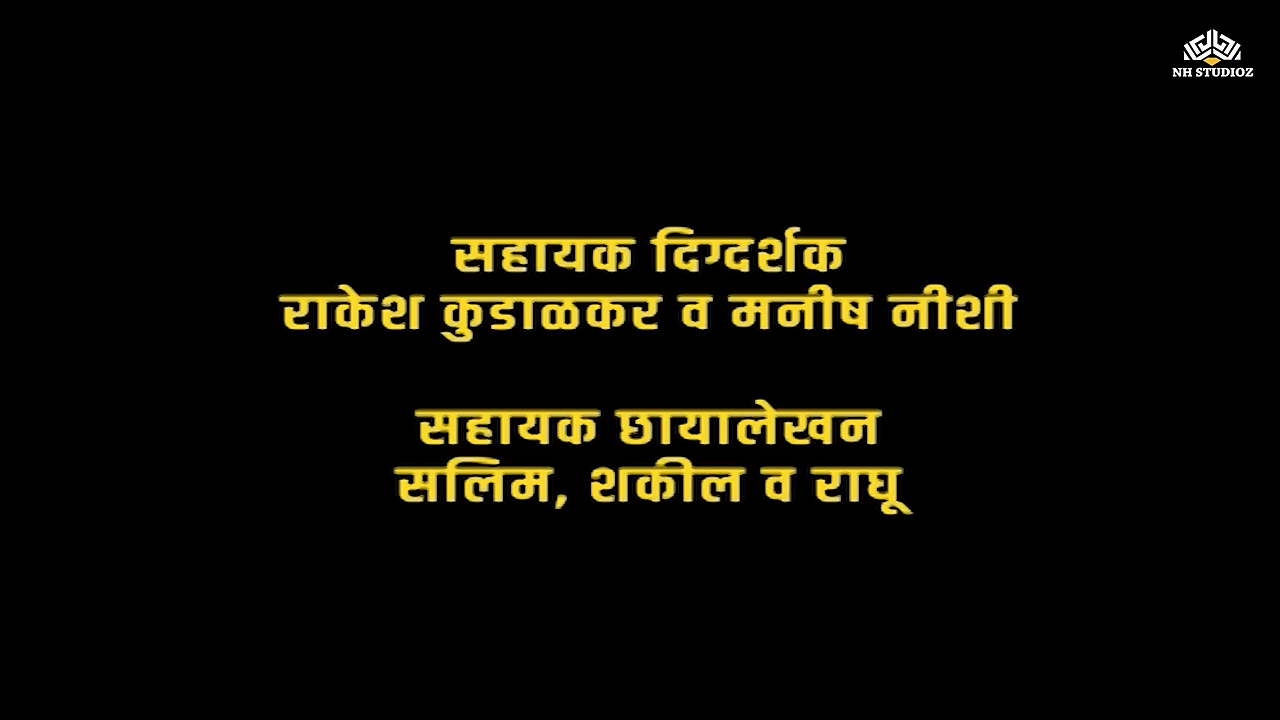 NH STUDIOZ
सहायक दिग्दर्शक
राकेश कुडाळकर व मनीष नीशी
सहायक छायालेखन
सलिम, शकील व राघू